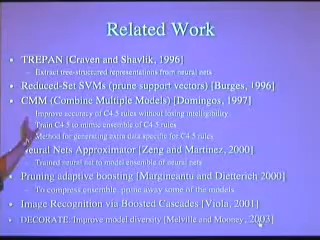 Related Work
• TREPAN [Craven and Shavlik, 1996]
– Extract tree-structured representations from neural nets
• Reduced-Set SVMs (prune support vectors) [Burges, 1996]
• CMM (Combine Multiple Models) [Domingos, 1997]
Improve accuracy of C4.5 rules without losing intelligibility
Train C4.5 to mimic ensemble of C4.5 rules
Method for generating extra data specific for C4.5 rules
Neural Nets Approximator [Zeng and Martinez, 2000]
– Trained neural net to model ensemble of neural nets
• Pruning adaptive boosting [Margineantu and Dietterich 2000]
– To compress ensemble, prune away some of the models
• Image Recognition via Boosted Cascades [Viola, 2001]
• DECORATE: Improve model diversity [Melville and Mooney, 2003]